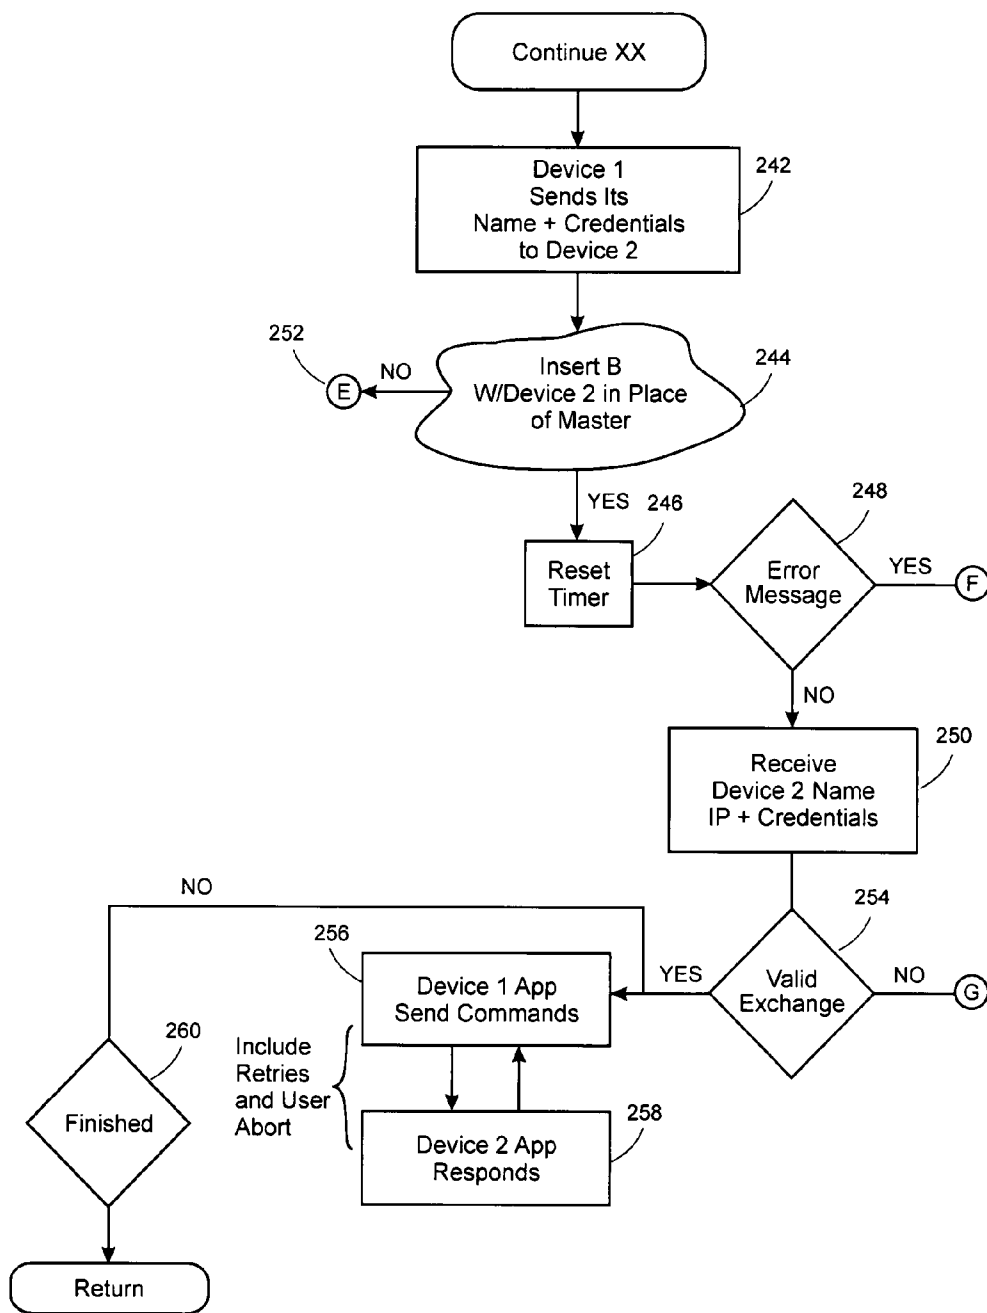 Continue XX
Device 1
Sends Its
Name + Credentials
to Device 2
242
252
E
NO
Insert B
W/Device 2 in Place
of Master
244
YES
246
Reset
Timer
248
Error
Message
YES
F
NO
250
Receive
Device 2 Name
IP + Credentials
NO
254
Valid
Exchange
NO
G
YES
256
Device 1 App
Send Commands
260
Finished
Include
Retries
and User
Abort
258
Device 2 App
Responds
Return